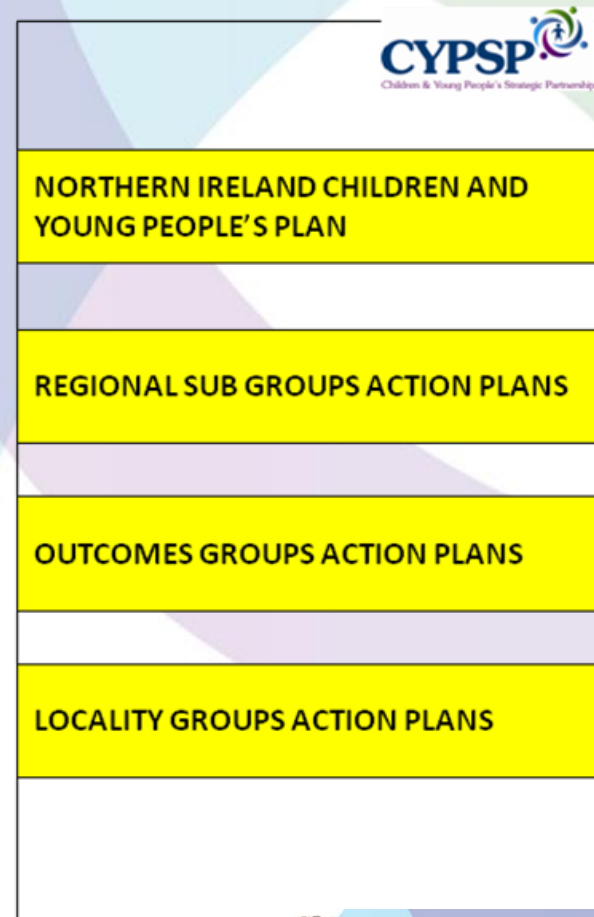 CYPSP
Children & Young People's Strategic Partnership
NORTHERN IRELAND CHILDREN AND
YOUNG PEOPLE’S PLAN
REGIONAL SUB GROUPS ACTION PLANS
OUTCOMES GROUPS ACTION PLANS
LOCALITY GROUPS ACTION PLANS